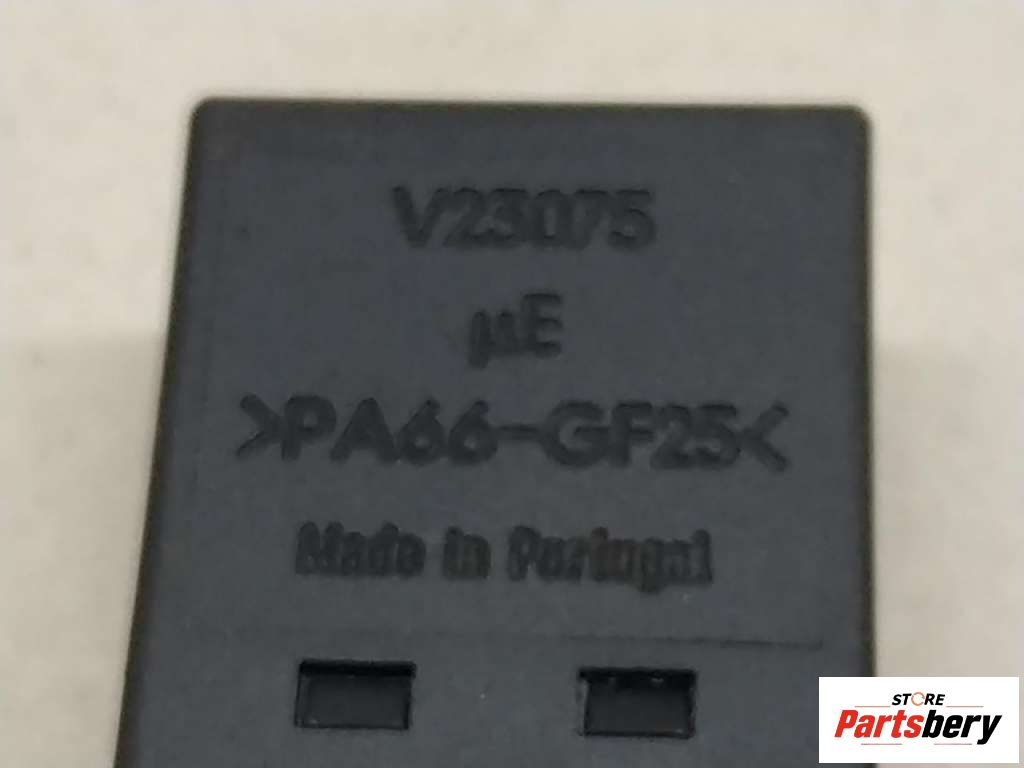 V23075
µE
>PA66-GF25<
Made in Portugal
STORE
Partsbery